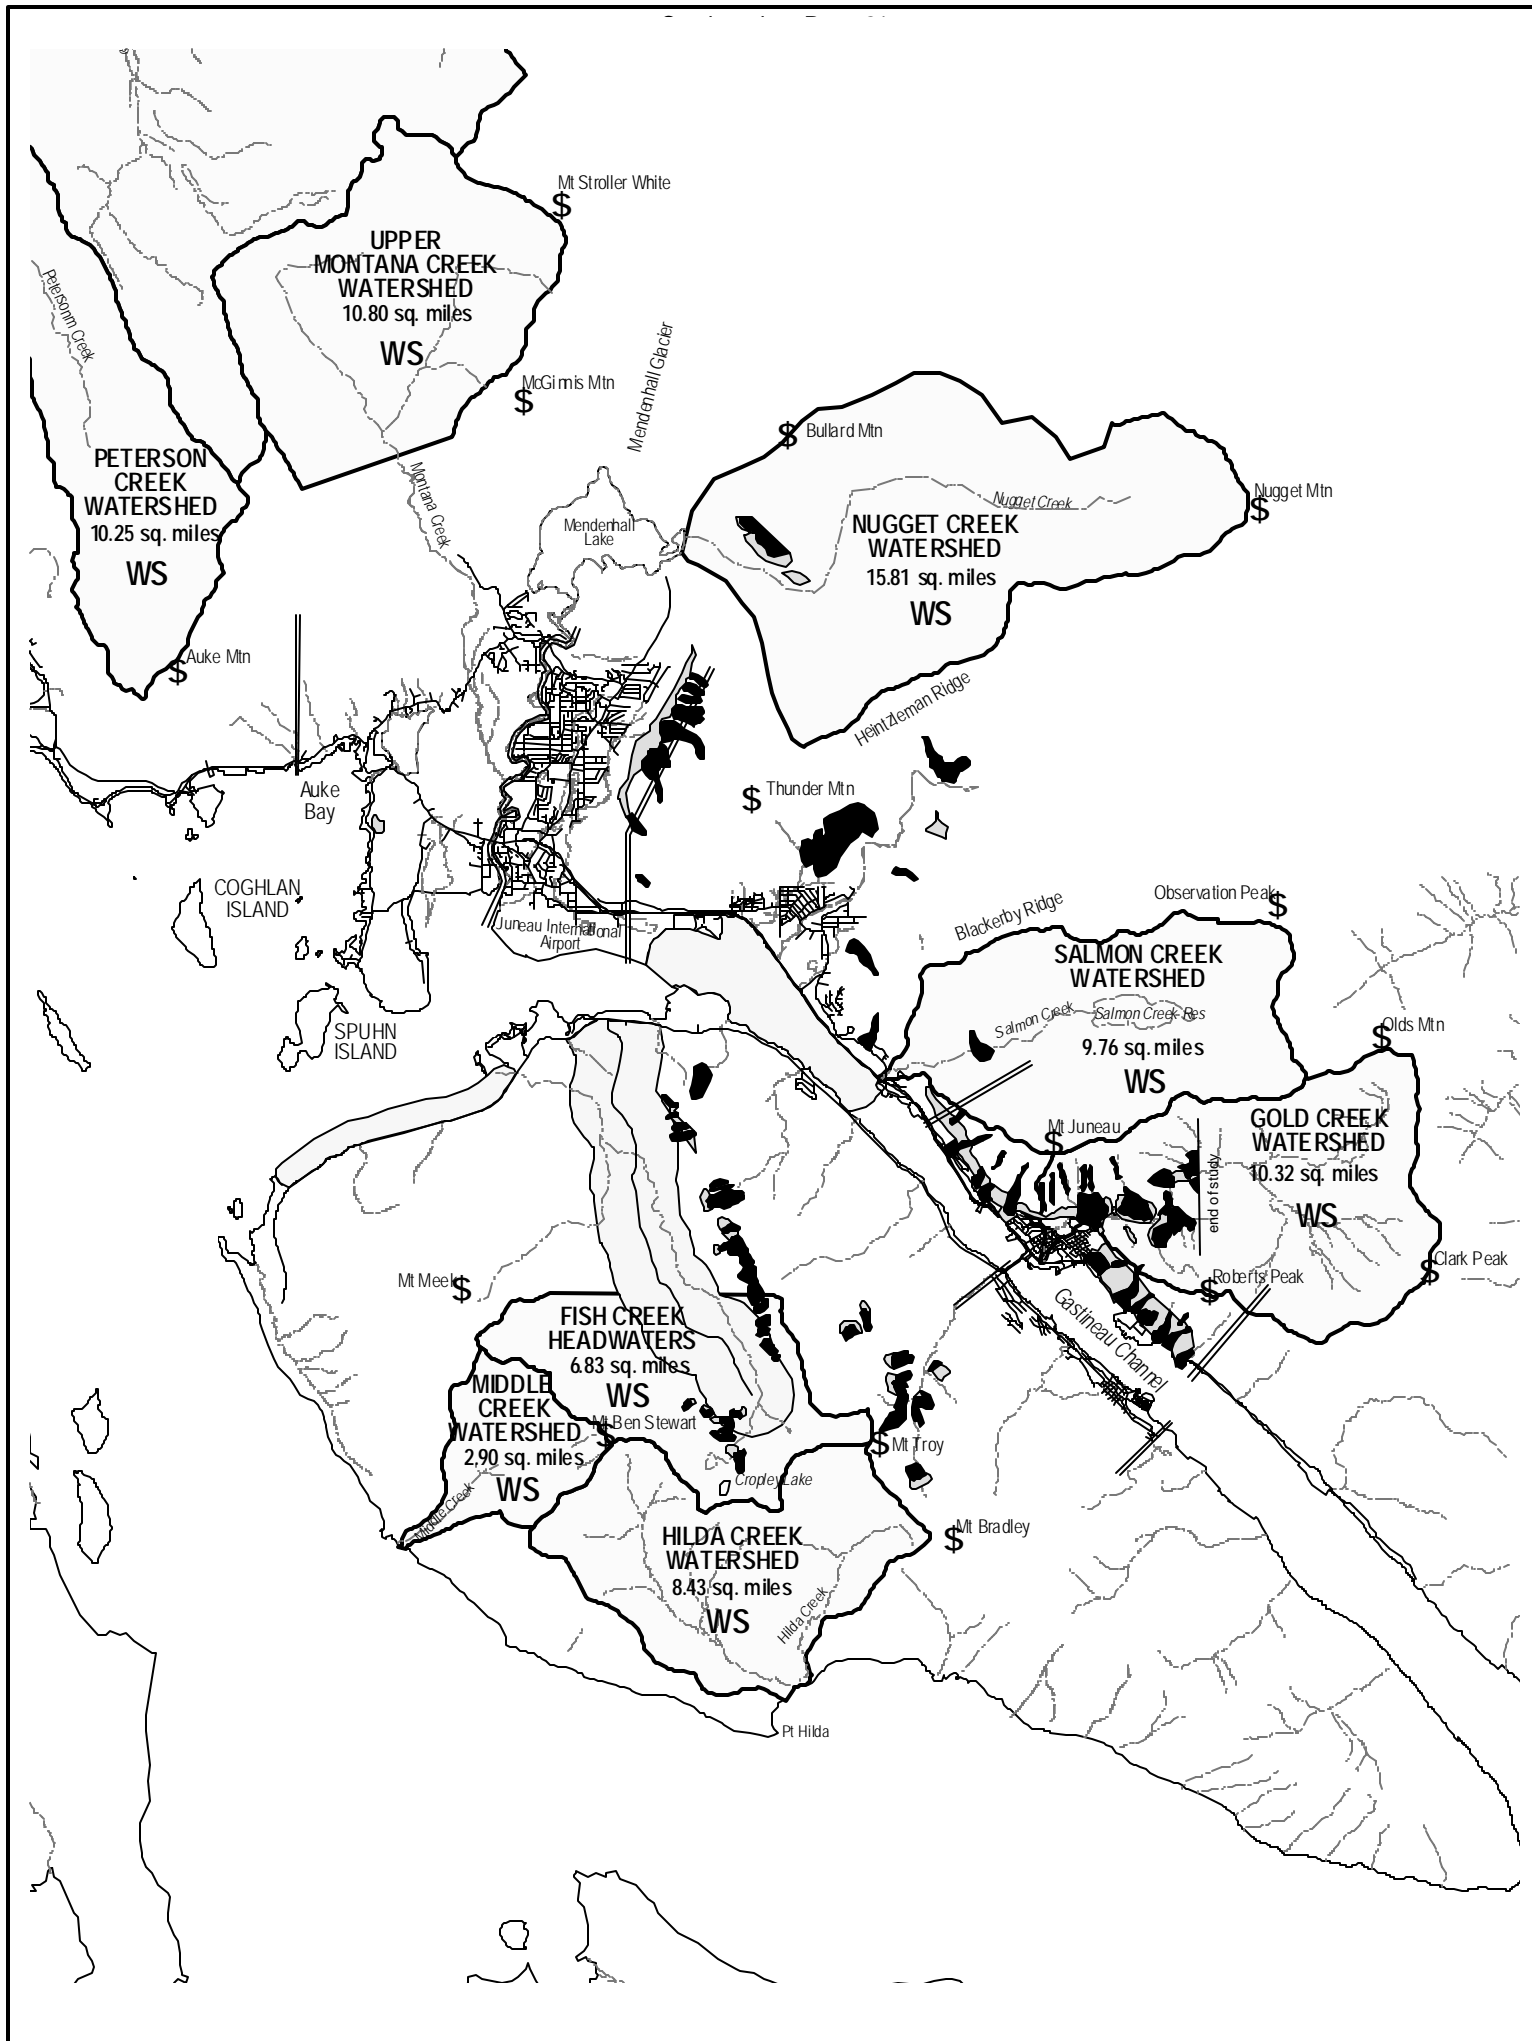 Mt Stroller White
$
UPPER
MONTANA CREEK
WATERSHED
10.80 sq. miles
WS
Petersonm Creek
McGinnis Mtn
$
Mendenhall Glacier
Bullard Mtn
$
PETERSON
CREEK
WATERSHED
10.25 sq. miles
WS
Montana Creek
Mendenhall
Lake
Nugget Creek
NUGGET CREEK
WATERSHED
15.81 sq. miles
WS
Nugget Mtn
$
Auke Mtn
$
Heintzleman Ridge
Auke
Bay
Thunder Mtn
$
COGHLAN
ISLAND
Juneau International
Airport
Blackerby Ridge
Observation Peak
$
SALMON CREEK
WATERSHED
Salmon Creek
Salmon Creek Res
9.76 sq. miles
WS
SPUHN
ISLAND
Olds Mtn
$
Mt Juneau
$
GOLD CREEK
WATERSHED
10.32 sq. miles
WS
end of study
Clark Peak
$
Roberts Peak
$
Mt Meek
$
Gastineau Channel
FISH CREEK
HEADWATERS
6.83 sq. miles
WS
MIDDLE
CREEK
WATERSHED
2.90 sq. miles
WS
Mt Ben Stewart
$
Mt Troy
$
Cropley Lake
Middle Creek
Mt Bradley
$
HILDA CREEK
WATERSHED
8.43 sq. miles
WS
Hilda Creek
Pt Hilda